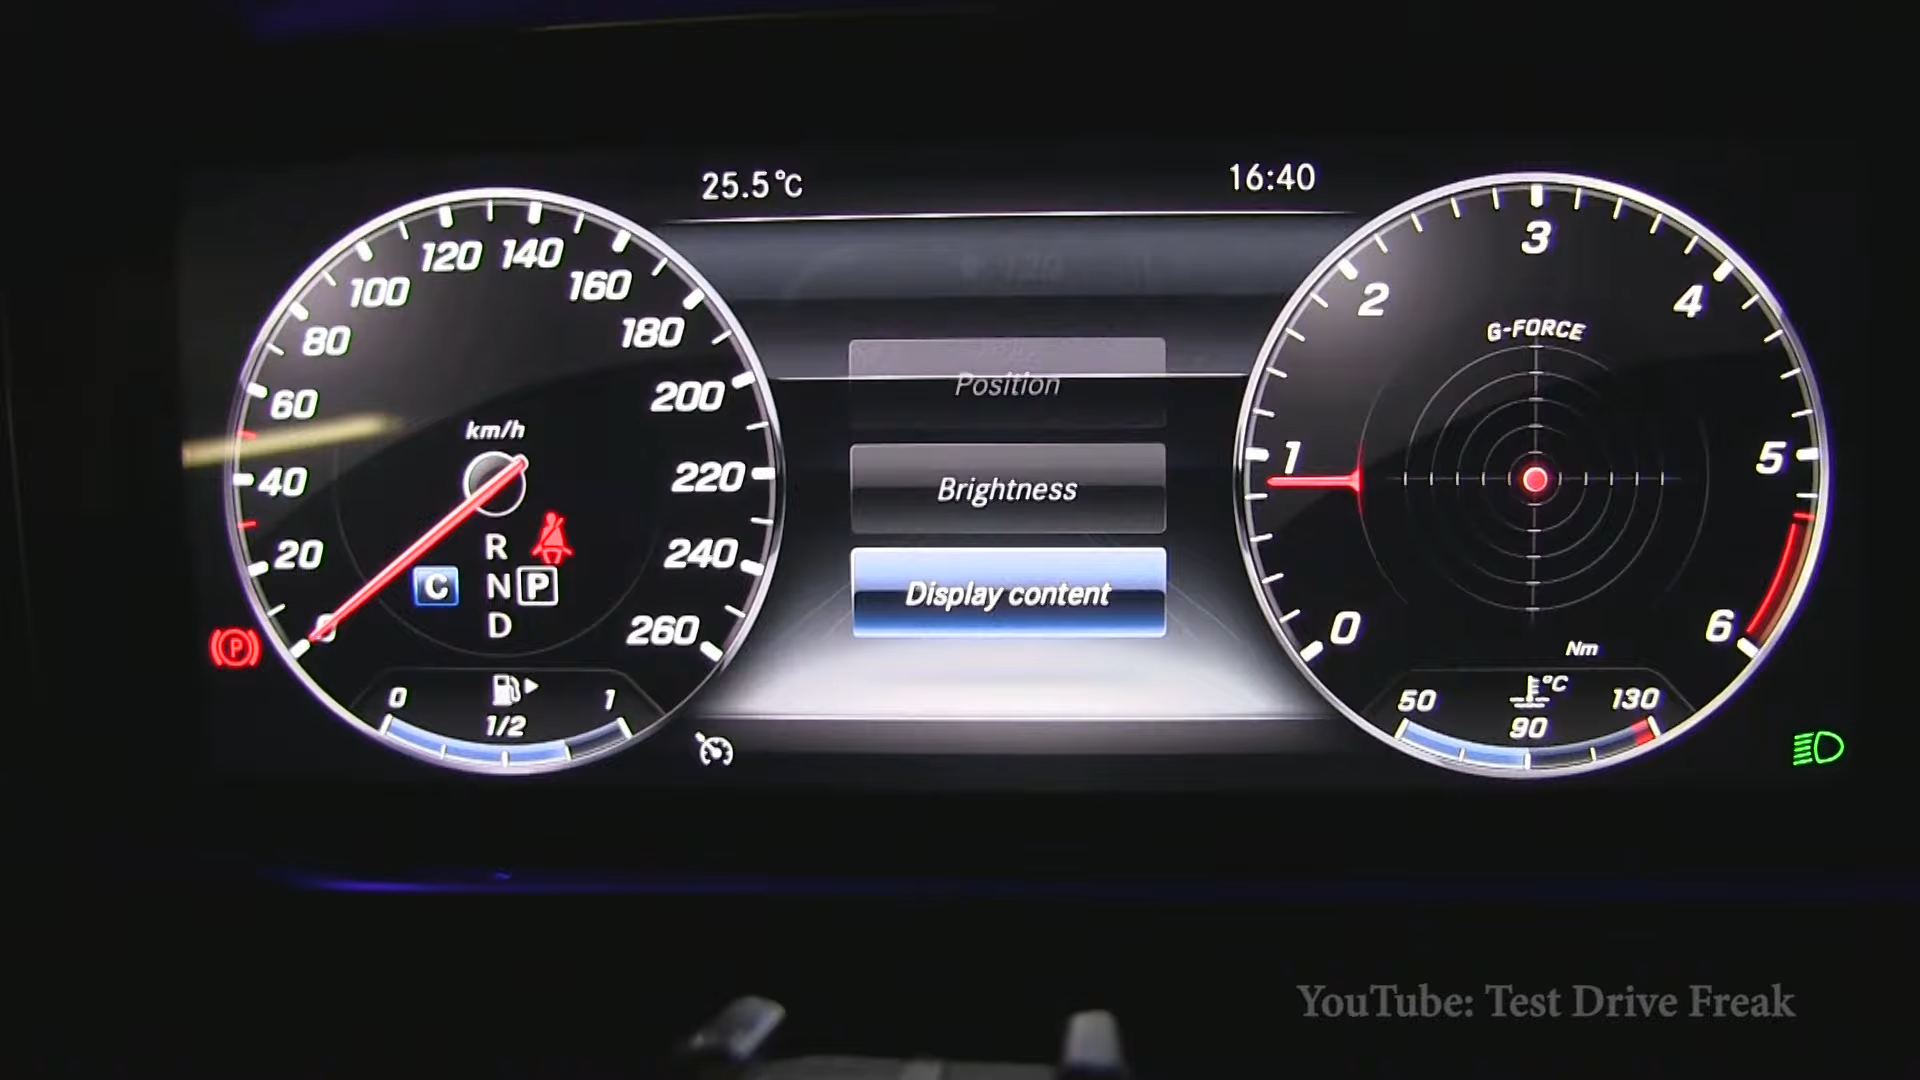 25.5°C
16:40
0
20
40
60
80
100
120
140
160
180
200
220
240
260
km/h
R
N
D
C
P
P
0
1/2
1
Position
Brightness
Display content
0
1
2
3
4
5
6
G-FORCE
Nm
50
°C
90
130
YouTube: Test Drive Freak